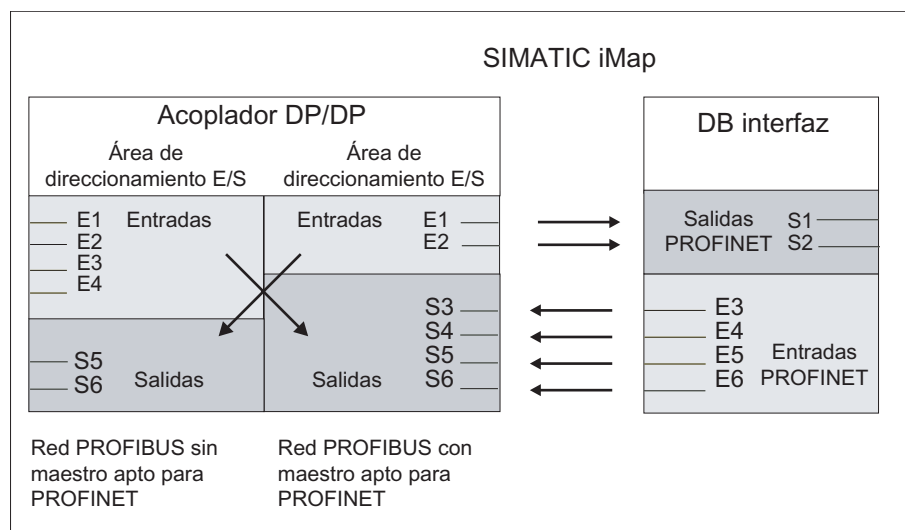 SIMATIC iMap
Acoplador DP/DP
Área de
direccionamiento E/S
Área de
direccionamiento E/S
E1
Entradas
E2
E3
E4
Entradas
E1
E2
S5
S6
Salidas
S3
S4
S5
Salidas
S6
DB interfaz
Salidas
PROFINET
S1
S2
E3
E4
E5
E6
Entradas
PROFINET
Red PROFIBUS sin
maestro apto para
PROFINET
Red PROFIBUS con
maestro apto para
PROFINET